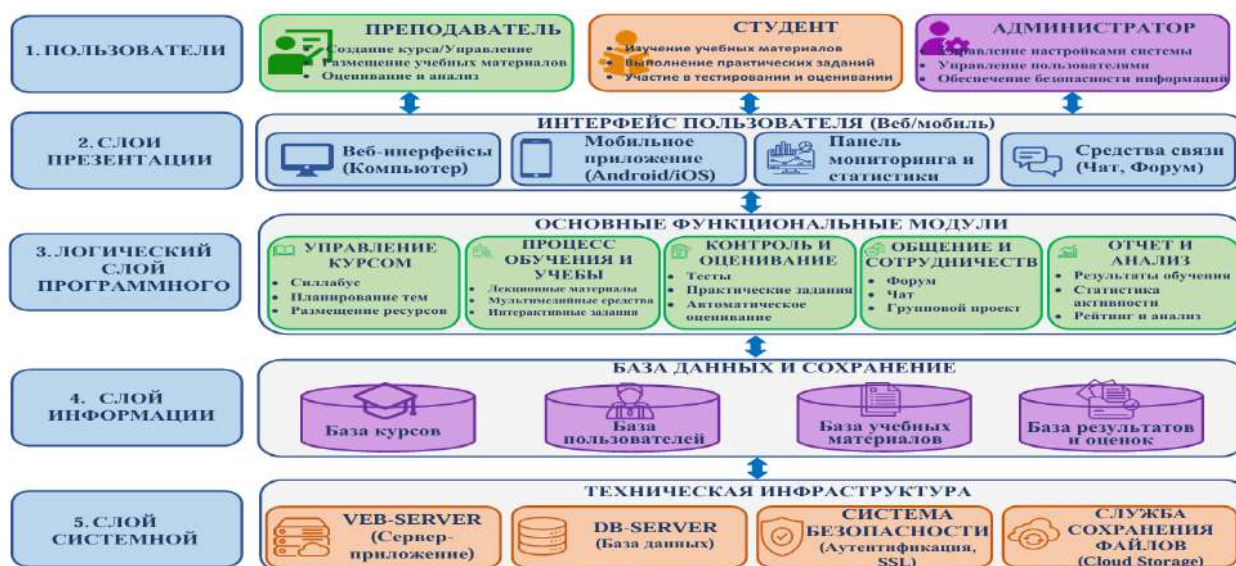 1. ПОЛЬЗОВАТЕЛИ
ПРЕПОДАВАТЕЛЬ
• Создание курса/Управление
• Размещение учебных материалов
• Оценивание и анализ
СТУДЕНТ
• Изучение учебных материалов
• Выполнение практических заданий
• Участие в тестировании и оценивании
АДМИНИСТРАТОР
• Управление настройками системы
• Управление пользователями
• Обеспечение безопасности информаций
2. СЛОИ
ПРЕЗЕНТАЦИИ
ИНТЕРФЕЙС ПОЛЬЗОВАТЕЛЯ (Веб/мобиль)
Веб-инерфейсы
(Компьютер)
Мобильное
приложение
(Android/iOS)
Панель
мониторинга и
статистики
Средства связи
(Чат, Форум)
3. ЛОГИЧЕСКИЙ
СЛОЙ
ПРОГРАММНОГО
ОСНОВНЫЕ ФУНКЦИОНАЛЬНЫЕ МОДУЛИ
УПРАВЛЕНИЕ
КУРСОМ
• Силлабус
• Планирование тем
• Размещение ресурсов
ПРОЦЕСС
ОБУЧЕНИЯ И
УЧЕБЫ
• Лекционные материалы
• Мультимелийные средства
• Интерактивные задания
КОНТРОЛЬ И
ОЦЕНИВАНИЕ
• Тесты
• Практические задания
• Автоматическое
оценивание
ОБЩЕНИЕ И
СОТРУДНИЧЕСТВ
• Форум
• Чат
• Групповой проект
ОТЧЕТ И
АНАЛИЗ
• Результаты обучения
• Статистика
активности
• Рейтинг и анализ
4. СЛОЙ
ИНФОРМАЦИИ
БАЗА ДАННЫХ И СОХРАНЕНИЕ
База курсов
База
пользователей
База учебных
материалов
База результатов
и оценок
5. СЛОЙ
СИСТЕМНОЙ
ТЕХНИЧЕСКАЯ ИНФРАСТРУКТУРА
VEB-SERVER
(Сервер-
приложение)
DB-SERVER
(База данных)
СИСТЕМА
БЕЗОПАСНОСТИ
(Аутентификация,
SSL)
СЛУЖБА
СОХРАНЕНИЯ
ФАЙЛОВ
(Cloud Storage)